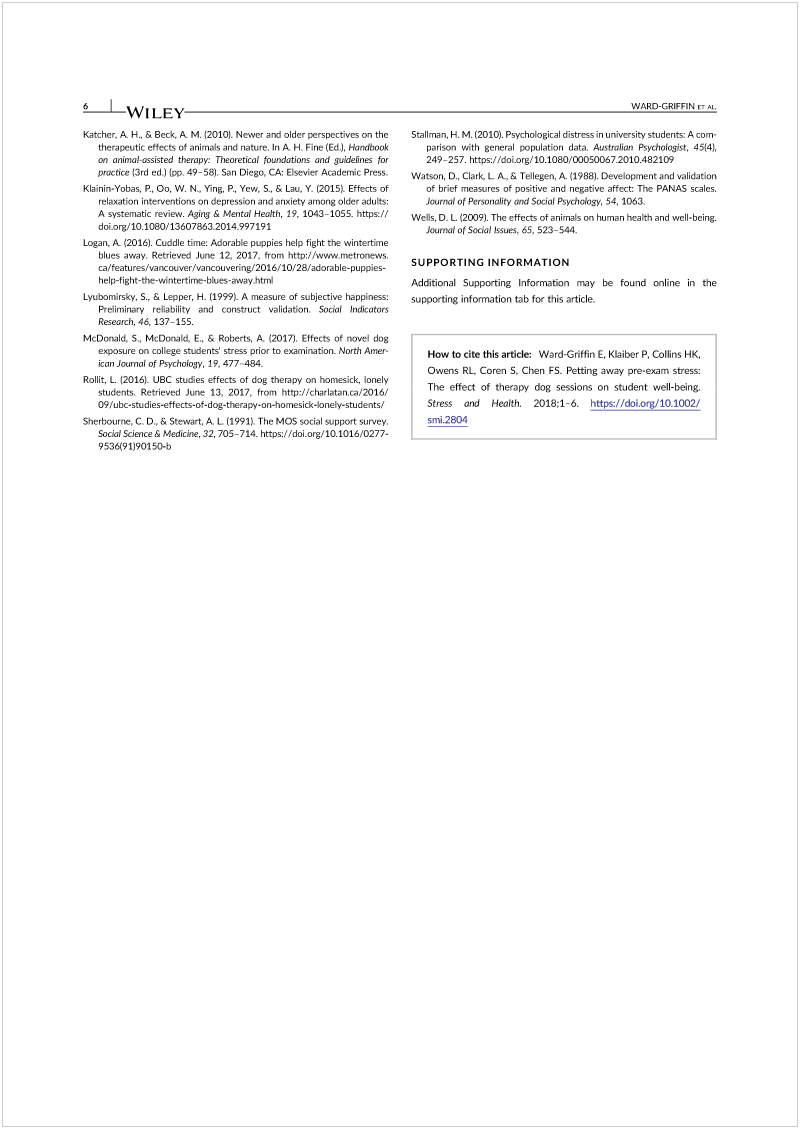 6
WILEY
WARD-GRIFFIN ET AL.
Katcher, A. H., & Beck, A. M. (2010). Newer and older perspectives on the
therapeutic effects of animals and nature. In A. H. Fine (Ed.), Handbook
on animal-assisted therapy: Theoretical foundations and guidelines for
practice (3rd ed.) (pp. 49–58). San Diego, CA: Elsevier Academic Press.
Klainin-Yobas, P., Oo, W. N., Ying, P., Yew, S., & Lau, Y. (2015). Effects of
relaxation interventions on depression and anxiety among older adults:
A systematic review. Aging & Mental Health, 19, 1043–1055. https://
doi.org/10.1080/13607863.2014.997191
Logan, A. (2016). Cuddle time: Adorable puppies help fight the wintertime
blues away. Retrieved June 12, 2017, from http://www.metronews.
ca/features/vancouver/vancouvering/2016/10/28/adorable-puppies-
help-fight-the-wintertime-blues-away.html
Lyubomirsky, S., & Lepper, H. (1999). A measure of subjective happiness:
Preliminary reliability and construct validation. Social Indicators
Research, 46, 137–155.
McDonald, S., McDonald, E., & Roberts, A. (2017). Effects of novel dog
exposure on college students' stress prior to examination. North Amer-
ican Journal of Psychology, 19, 477–484.
Rollit, L. (2016). UBC studies effects of dog therapy on homesick, lonely
students. Retrieved June 13, 2017, from http://charlatan.ca/2016/
09/ubc-studies-effects-of-dog-therapy-on-homesick-lonely-students/
Sherbourne, C. D., & Stewart, A. L. (1991). The MOS social support survey.
Social Science & Medicine, 32, 705–714. https://doi.org/10.1016/0277-
9536(91)90150-b
Stallman, H. M. (2010). Psychological distress in university students: A com-
parison with general population data. Australian Psychologist, 45(4),
249–257. https://doi.org/10.1080/00050067.2010.482109
Watson, D., Clark, L. A., & Tellegen, A. (1988). Development and validation
of brief measures of positive and negative affect: The PANAS scales.
Journal of Personality and Social Psychology, 54, 1063.
Wells, D. L. (2009). The effects of animals on human health and well-being.
Journal of Social Issues, 65, 523–544.
SUPPORTING INFORMATION
Additional Supporting Information may be found online in the
supporting information tab for this article.
How to cite this article: Ward-Griffin E, Klaiber P, Collins HK,
Owens RL, Coren S, Chen FS. Petting away pre-exam stress:
The effect of therapy dog sessions on student well-being.
Stress and Health. 2018;1–6. https://doi.org/10.1002/
smi.2804